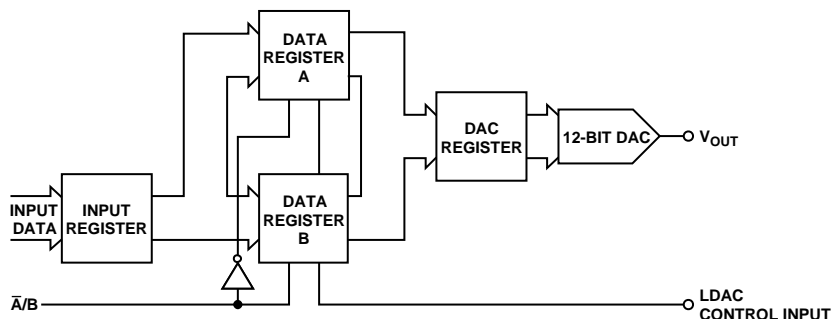 DATA
REGISTER
A
DAC
REGISTER
12-BIT DAC
VOUT
INPUT
DATA
INPUT
REGISTER
DATA
REGISTER
B
A̅/B
LDAC
CONTROL INPUT